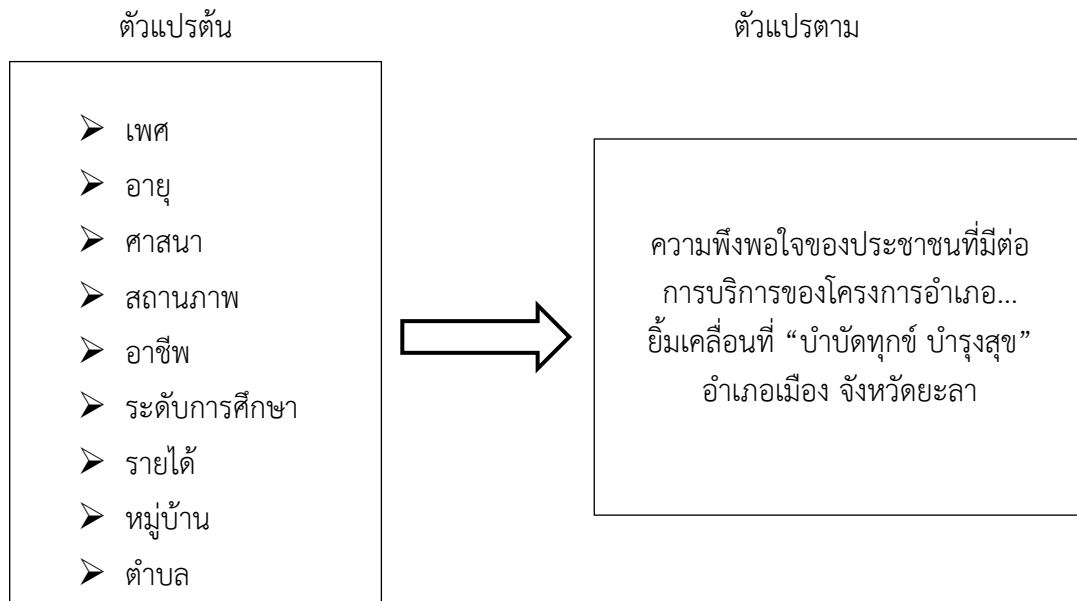 ตัวแปรต้น
ตัวแปรตาม
เพศ
อายุ
ศาสนา
สถานภาพ
อาชีพ
ระดับการศึกษา
รายได้
หมู่บ้าน
ตำบล
ความพึงพอใจของประชาชนที่มีต่อ
การบริการของโครงการอำเภอ...
ยิ้มเคลื่อนที่ “บำบัดทุกข์ บำรุงสุข”
อำเภอเมือง จังหวัดยะลา